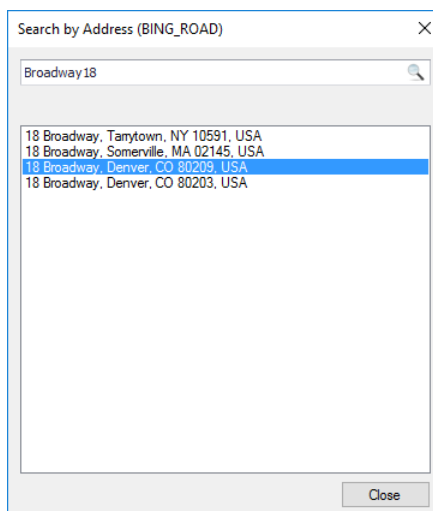 Search by Address (BING_ROAD)
Broadway18
18 Broadway, Tarrytown, NY 10591, USA
18 Broadway, Somerville, MA 02145, USA
18 Broadway, Denver, CO 80209, USA
18 Broadway, Denver, CO 80203, USA
Close